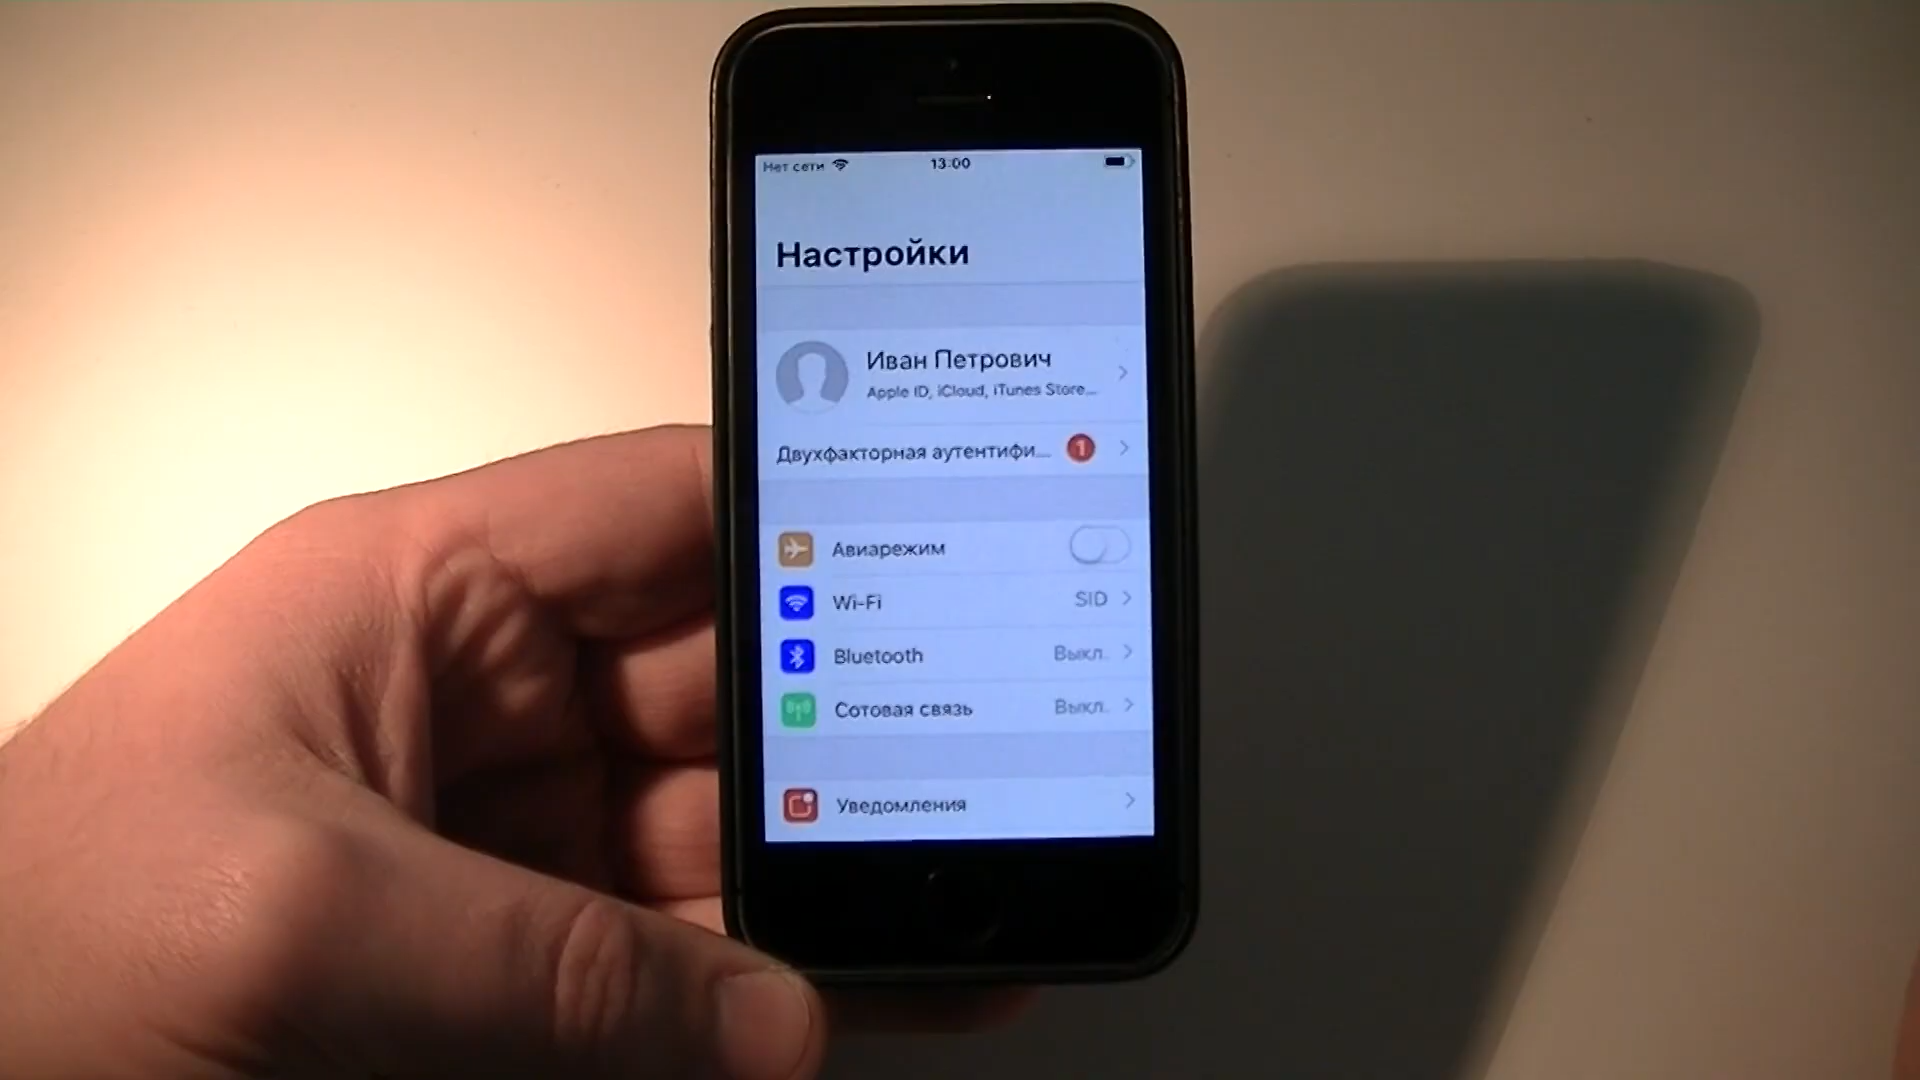 Нет сети 13:00
Настройки
Иван Петрович
Apple ID, iCloud, iTunes Store...
Двухфакторная аутентифи... 1
Авиарежим
Wi-Fi SID
Bluetooth Выкл.
Сотовая связь Выкл.
Уведомления